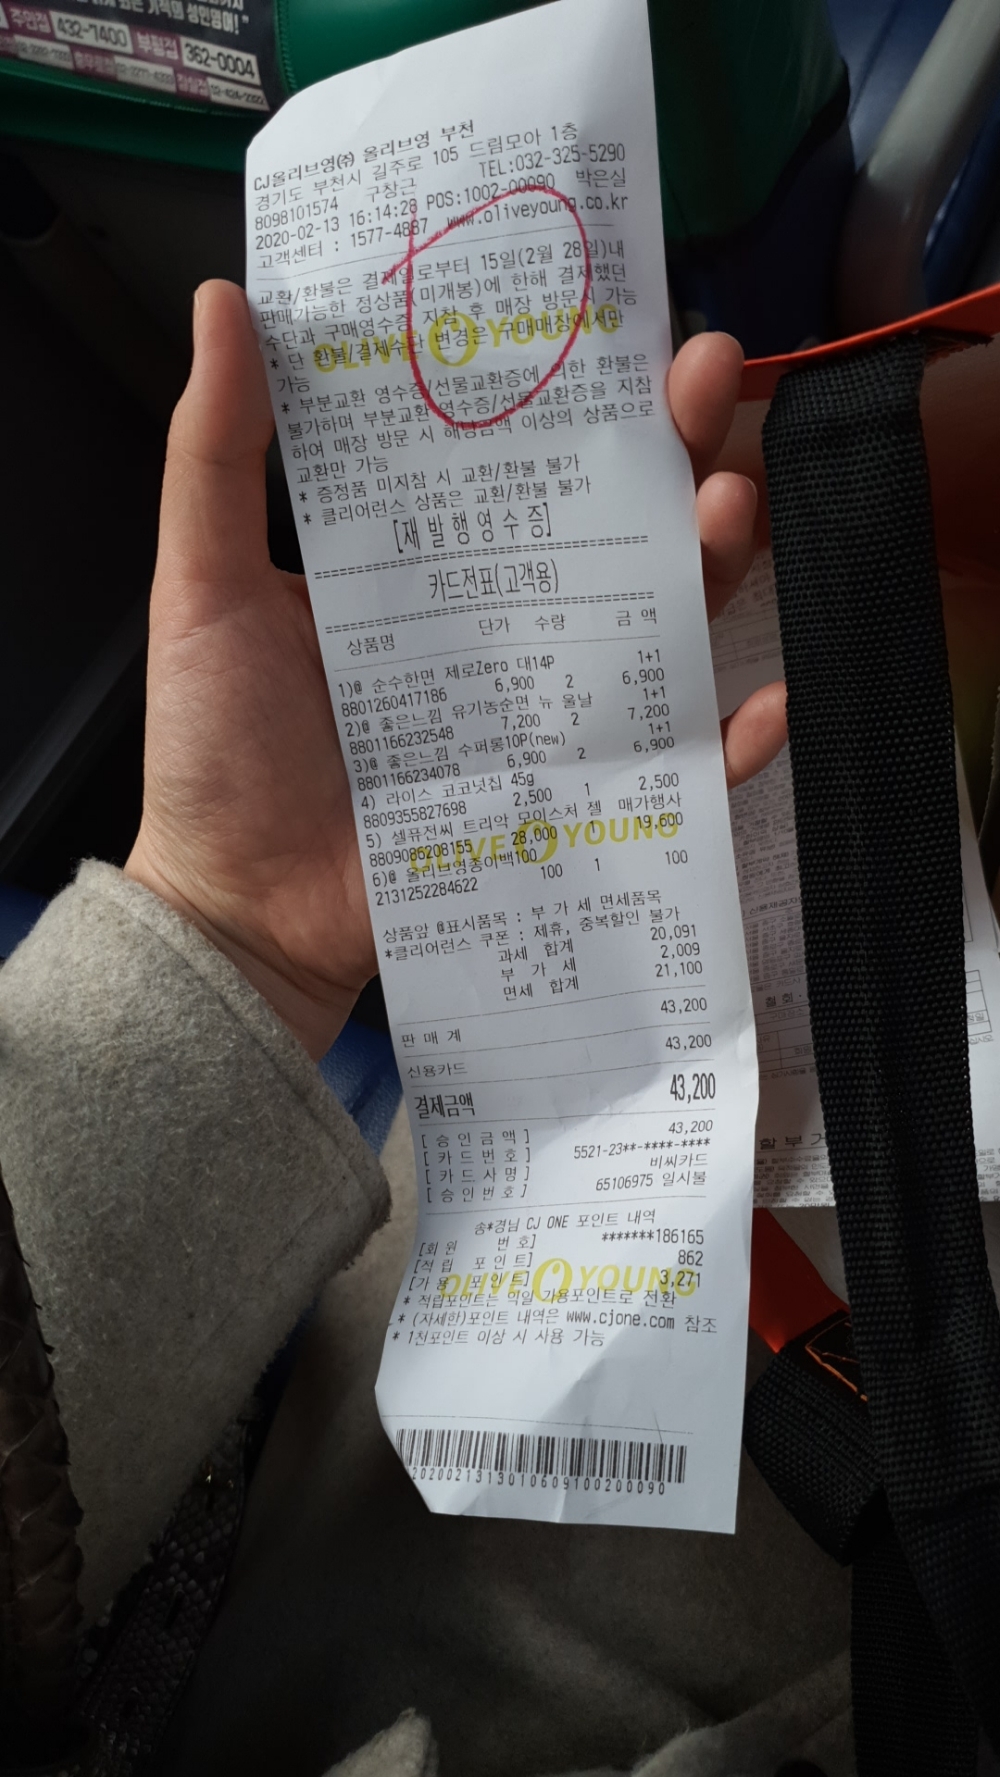 432-7400
362-0004
CJ올리브영㈜ 올리브영 부천
경기도 부천시 길주로 105 드림모아 1층
8098101574 구창근 TEL:032-325-5290
2020-02-13 16:14:28 POS:1002-00090 박은실
고객센터 : 1577-4887 www.oliveyoung.co.kr
교환/환불은 결제일로부터 15일(2월 28일)내
판매가능한 정상품(미개봉)에 한해 결제했던
수단과 구매영수증 지참 후 매장 방문시 가능
* 단 환불/결제수단 변경은 구매매장에서만
가능
* 부분교환 영수증/선물교환증에 의한 환불은
불가하며 부분교환 영수증/선물교환증을 지참
하여 매장 방문 시 해당금액 이상의 상품으로
교환만 가능
* 증정품 미지참 시 교환/환불 불가
* 클리어런스 상품은 교환/환불 불가
OLIVE YOUNG
[재발행영수증]
카드전표(고객용)
상품명 단가 수량 금 액
1)@ 순수한면 제로Zero 대14P 1+1
8801260417186 6,900 2 6,900
2)@ 좋은느낌 유기농순면 뉴 울날 1+1
8801166232548 7,200 2 7,200
3)@ 좋은느낌 수퍼롱10P(new) 1+1
8801166234078 6,900 2 6,900
4) 라이스 코코넛칩 45g
8809355827698 2,500 1 2,500
5) 셀퓨전씨 트리악 모이스처 젤 매가행사
8809086208155 28,000 1 19,600
6)@ 올리브영종이백100
2131252284622 100 1 100
OLIVE YOUNG
상품앞 @표시품목 : 부 가 세 면세품목
*클리어런스 쿠폰 : 제휴, 중복할인 불가
과세 합계 20,091
부 가 세 2,009
면세 합계 21,100
판 매 계 43,200
신용카드 43,200
결제금액 43,200
[ 승 인 금 액 ] 43,200
[ 카 드 번 호 ] 5521-23**-****-****
[ 카 드 사 명 ] 비씨카드
[ 승 인 번 호 ] 65106975 일시불
송*경님 CJ ONE 포인트 내역
[회 원 번 호] *******186165
[적 립 포 인 트] 862
[가 용 포 인 트] 3,271
OLIVE YOUNG
* 적립포인트는 익일 가용포인트로 전환
* (자세한)포인트 내역은 www.cjone.com 참조
* 1천포인트 이상 시 사용 가능
2020021313010609100200090